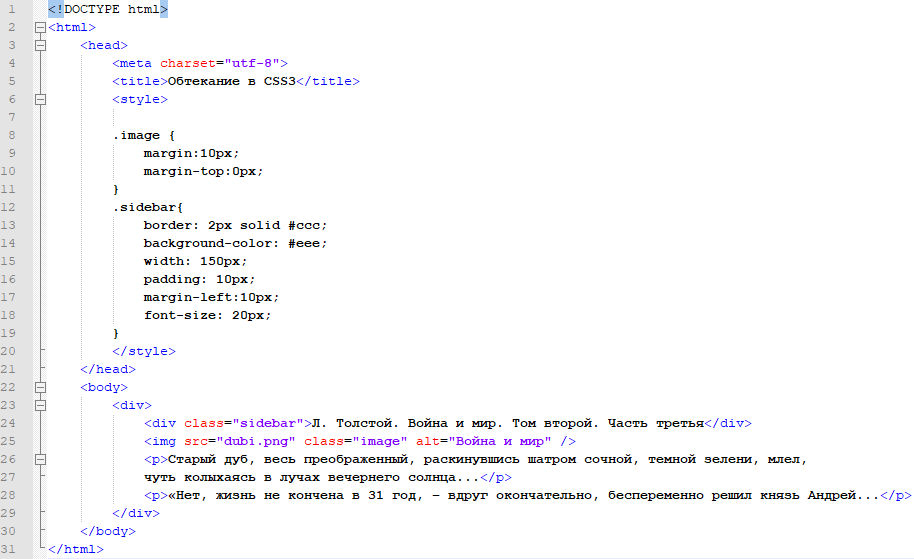 1 <!DOCTYPE html>
2 <html>
3 <head>
4 <meta charset="utf-8">
5 <title>Обтекание в CSS3</title>
6 <style>
7
8 .image {
9 margin:10px;
10 margin-top:0px;
11 }
12 .sidebar{
13 border: 2px solid #ccc;
14 background-color: #eee;
15 width: 150px;
16 padding: 10px;
17 margin-left:10px;
18 font-size: 20px;
19 }
20 </style>
21 </head>
22 <body>
23 <div>
24 <div class="sidebar">Л. Толстой. Война и мир. Том второй. Часть третья</div>
25 <img src="dubi.png" class="image" alt="Война и мир" />
26 <p>Старый дуб, весь преображенный, раскинувшись шатром сочной, темной зелени, млел,
27 чуть колыхаясь в лучах вечернего солнца...</p>
28 <p>«Нет, жизнь не кончена в 31 год, – вдруг окончательно, беспеременно решил князь Андрей...</p>
29 </div>
30 </body>
31 </html>